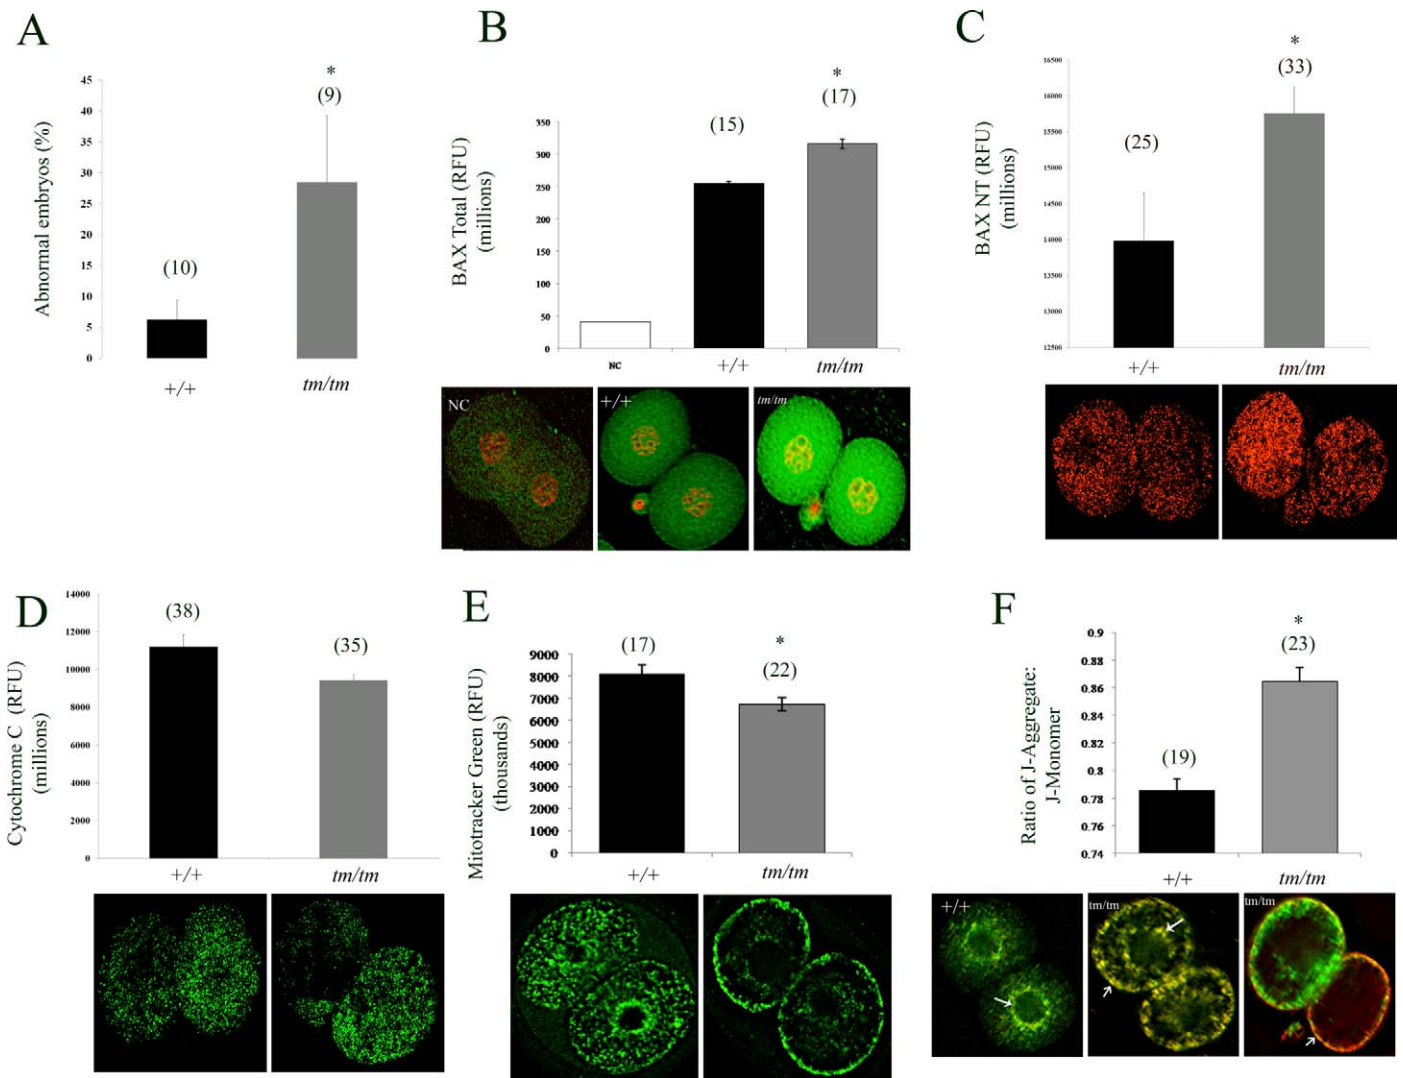 A
Abnormal embryos (%)
45
40
35
30
25
20
15
10
5
0
(10)
*
(9)
+/+
tm/tm
B
BAX Total (RFU)
(millions)
350
300
250
200
150
100
50
0
(15)
*
(17)
NC
+/+
tm/tm
NC
+/+
tm/tm
C
BAX NT (RFU)
(millions)
16500
16000
15500
15000
14500
14000
13500
13000
12500
(25)
*
(33)
+/+
tm/tm
D
Cytochrome C (RFU)
(millions)
14000
12000
10000
8000
6000
4000
2000
0
(38)
(35)
+/+
tm/tm
E
Mitotracker Green (RFU)
(thousands)
9000
8000
7000
6000
5000
4000
3000
2000
1000
0
(17)
*
(22)
+/+
tm/tm
F
Ratio of J-Aggregate:
J-Monomer
0.9
0.88
0.86
0.84
0.82
0.8
0.78
0.76
0.74
(19)
*
(23)
+/+
tm/tm
+/+
tm/tm
tm/tm